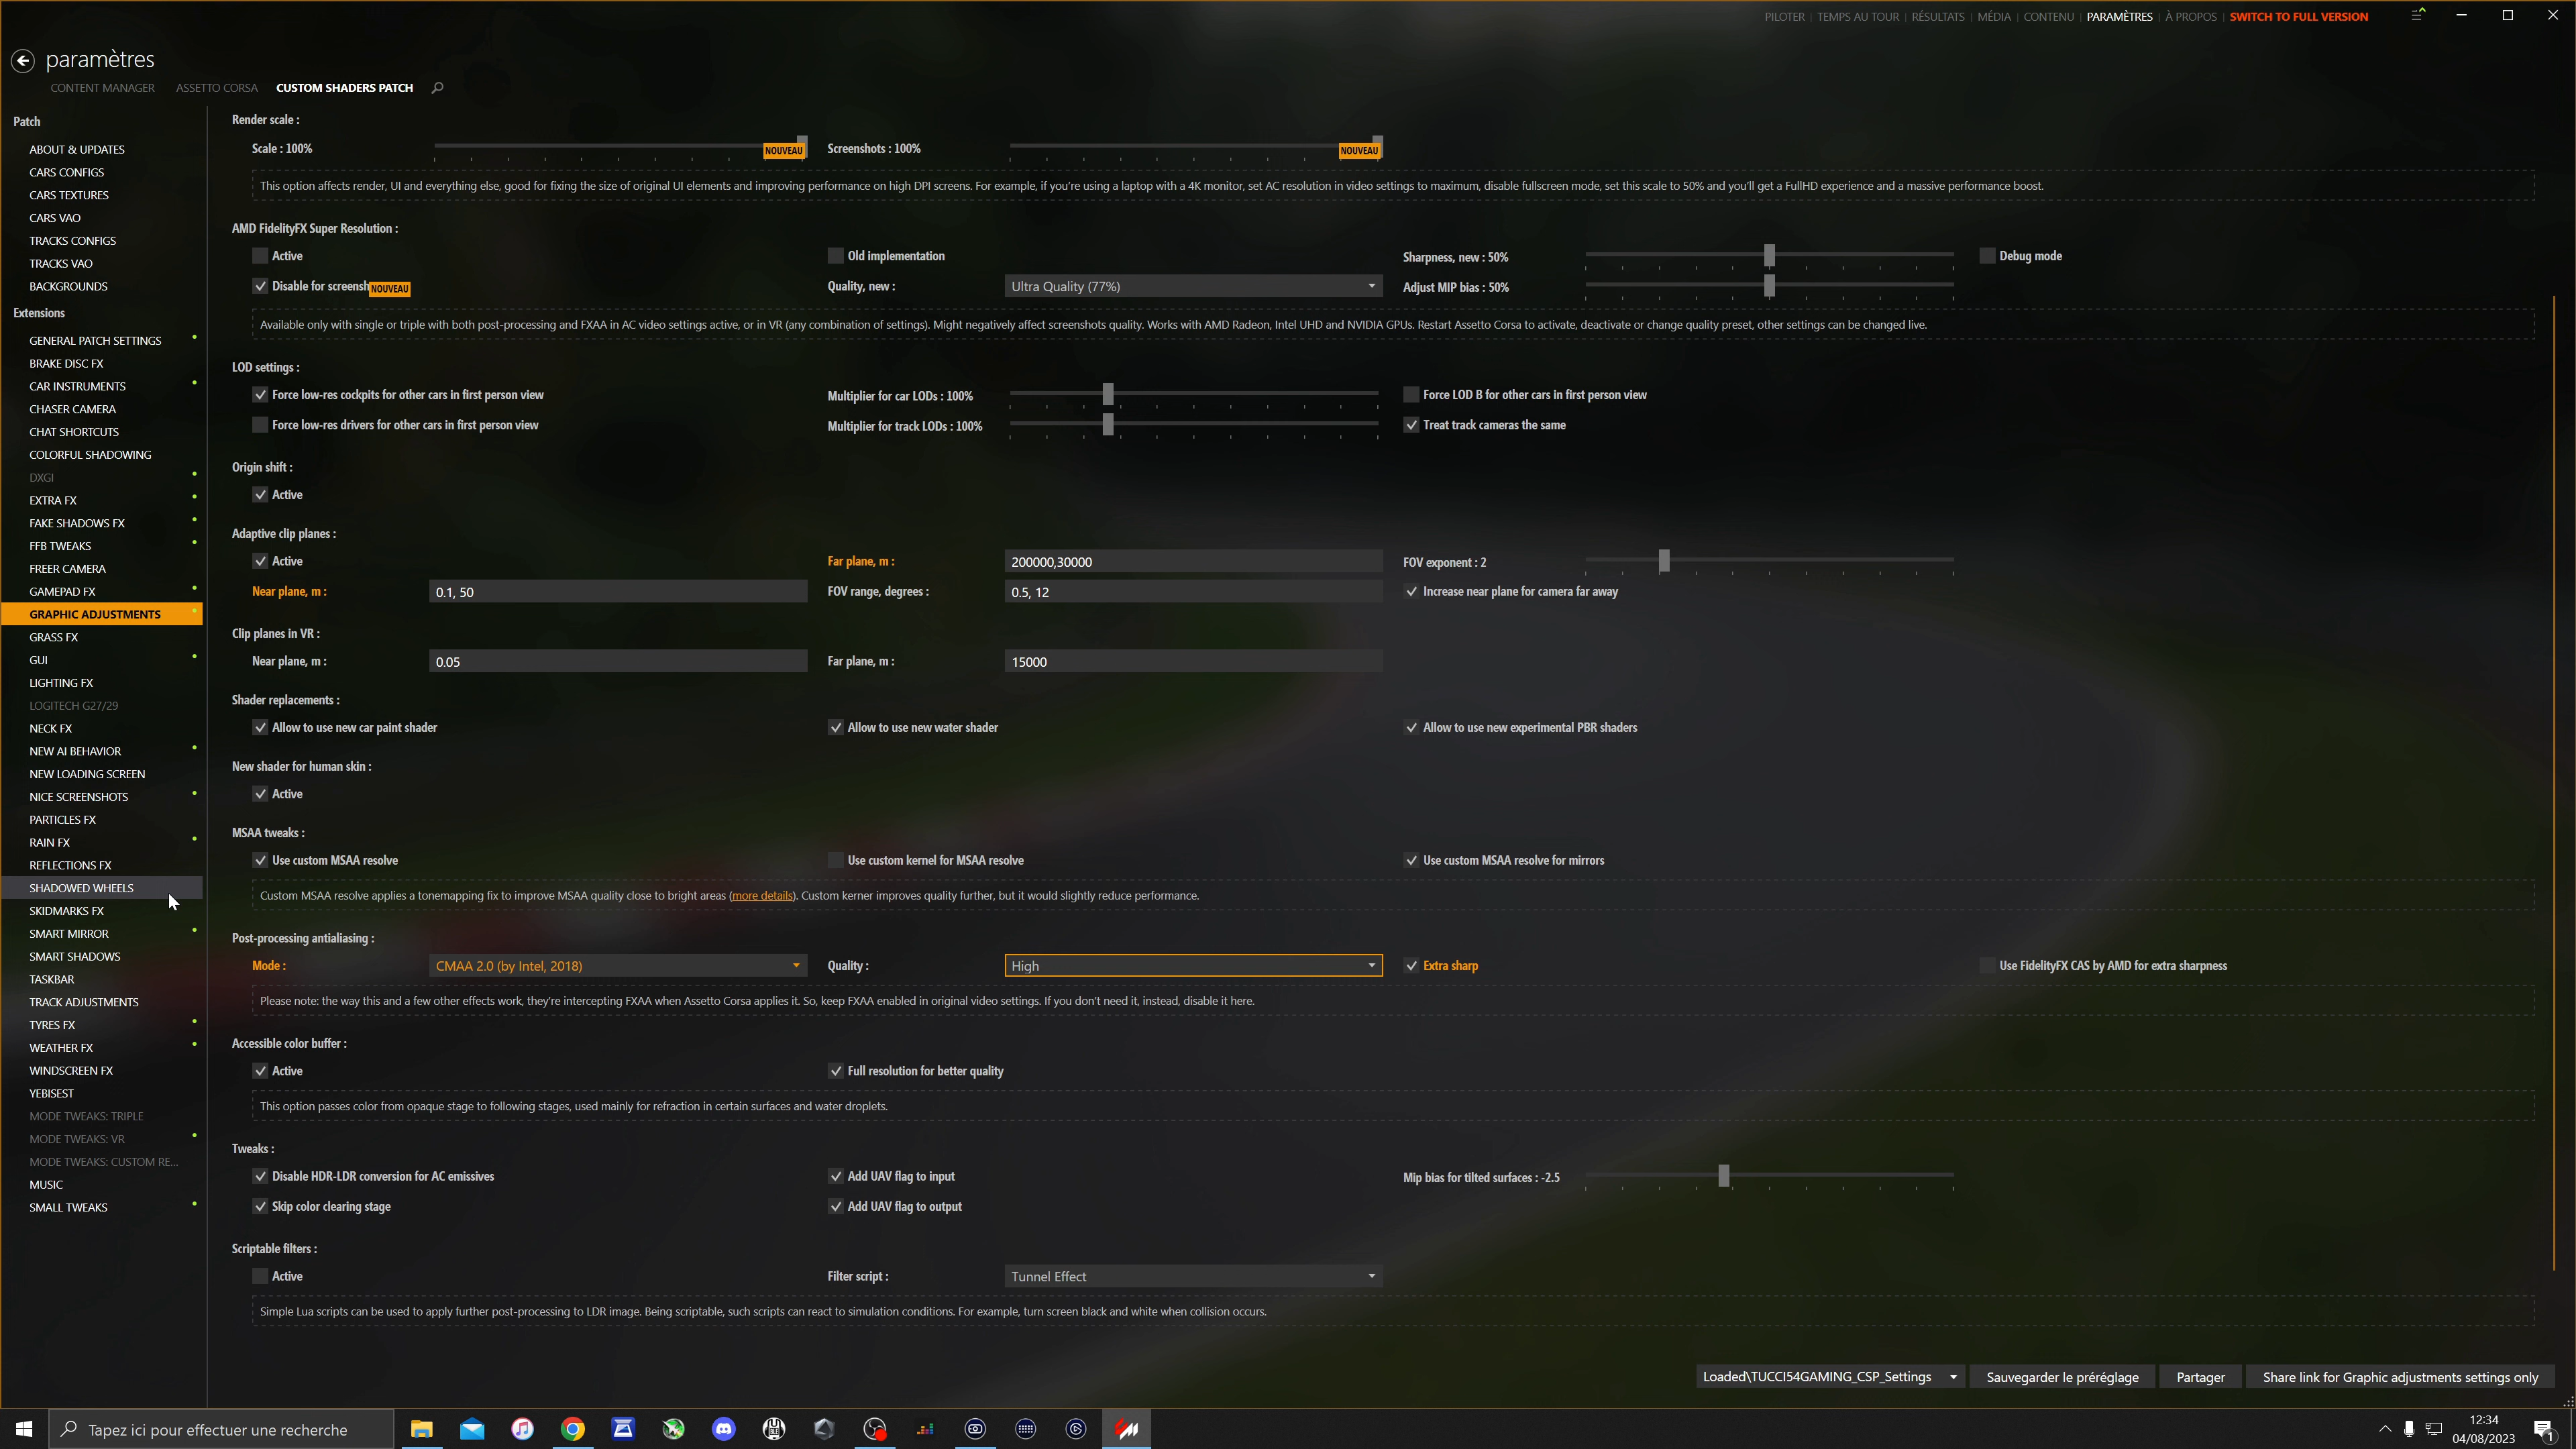 PILOTER | TEMPS AU TOUR | RÉSULTATS | MÉDIA | CONTENU | PARAMÈTRES | À PROPOS | SWITCH TO FULL VERSION
paramètres
CONTENT MANAGER ASSETTO CORSA CUSTOM SHADERS PATCH
Patch
ABOUT & UPDATES
CARS CONFIGS
CARS TEXTURES
CARS VAO
TRACKS CONFIGS
TRACKS VAO
BACKGROUNDS
Extensions
GENERAL PATCH SETTINGS
BRAKE DISC FX
CAR INSTRUMENTS
CHASER CAMERA
CHAT SHORTCUTS
COLORFUL SHADOWING
DXGI
EXTRA FX
FAKE SHADOWS FX
FFB TWEAKS
FREER CAMERA
GAMEPAD FX
GRAPHIC ADJUSTMENTS
GRASS FX
GUI
LIGHTING FX
LOGITECH G27/29
NECK FX
NEW AI BEHAVIOR
NEW LOADING SCREEN
NICE SCREENSHOTS
PARTICLES FX
RAIN FX
REFLECTIONS FX
SHADOWED WHEELS
SKIDMARKS FX
SMART MIRROR
SMART SHADOWS
TASKBAR
TRACK ADJUSTMENTS
TYRES FX
WEATHER FX
WINDSCREEN FX
YEBISEST
MODE TWEAKS: TRIPLE
MODE TWEAKS: VR
MODE TWEAKS: CUSTOM RE...
MUSIC
SMALL TWEAKS
Render scale :
Scale : 100% NOUVEAU Screenshots : 100% NOUVEAU
This option affects render, UI and everything else, good for fixing the size of original UI elements and improving performance on high DPI screens. For example, if you're using a laptop with a 4K monitor, set AC resolution in video settings to maximum, disable fullscreen mode, set this scale to 50% and you'll get a FullHD experience and a massive performance boost.
AMD FidelityFX Super Resolution :
Active Old implementation Sharpness, new : 50% Debug mode
Disable for screensh NOUVEAU Quality, new : Ultra Quality (77%) Adjust MIP bias : 50%
Available only with single or triple with both post-processing and FXAA in AC video settings active, or in VR (any combination of settings). Might negatively affect screenshots quality. Works with AMD Radeon, Intel UHD and NVIDIA GPUs. Restart Assetto Corsa to activate, deactivate or change quality preset, other settings can be changed live.
LOD settings :
Force low-res cockpits for other cars in first person view Multiplier for car LODs : 100% Force LOD B for other cars in first person view
Force low-res drivers for other cars in first person view Multiplier for track LODs : 100% Treat track cameras the same
Origin shift :
Active
Adaptive clip planes :
Active Far plane, m : 200000,30000 FOV exponent : 2
Near plane, m : 0.1, 50 FOV range, degrees : 0.5, 12 Increase near plane for camera far away
Clip planes in VR :
Near plane, m : 0.05 Far plane, m : 15000
Shader replacements :
Allow to use new car paint shader Allow to use new water shader Allow to use new experimental PBR shaders
New shader for human skin :
Active
MSAA tweaks :
Use custom MSAA resolve Use custom kernel for MSAA resolve Use custom MSAA resolve for mirrors
Custom MSAA resolve applies a tonemapping fix to improve MSAA quality close to bright areas (more details). Custom kerner improves quality further, but it would slightly reduce performance.
Post-processing antialiasing :
Mode : CMAA 2.0 (by Intel, 2018) Quality : High Extra sharp Use FidelityFX CAS by AMD for extra sharpness
Please note: the way this and a few other effects work, they're intercepting FXAA when Assetto Corsa applies it. So, keep FXAA enabled in original video settings. If you don't need it, instead, disable it here.
Accessible color buffer :
Active Full resolution for better quality
This option passes color from opaque stage to following stages, used mainly for refraction in certain surfaces and water droplets.
Tweaks :
Disable HDR-LDR conversion for AC emissives Add UAV flag to input Mip bias for tilted surfaces : -2.5
Skip color clearing stage Add UAV flag to output
Scriptable filters :
Active Filter script : Tunnel Effect
Simple Lua scripts can be used to apply further post-processing to LDR image. Being scriptable, such scripts can react to simulation conditions. For example, turn screen black and white when collision occurs.
Loaded\TUCCI54GAMING_CSP_Settings Sauvegarder le préréglage Partager Share link for Graphic adjustments settings only
Tapez ici pour effectuer une recherche
12:34
04/08/2023
1